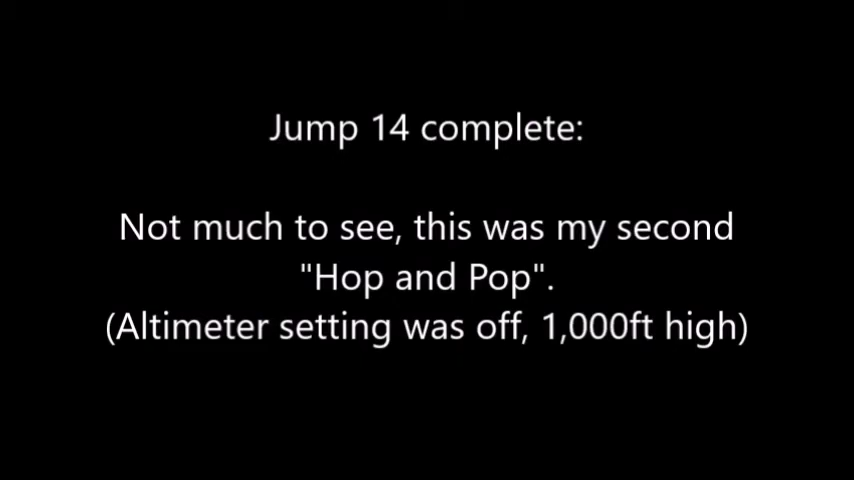 Jump 14 complete:
Not much to see, this was my second
"Hop and Pop".
(Altimeter setting was off, 1,000ft high)